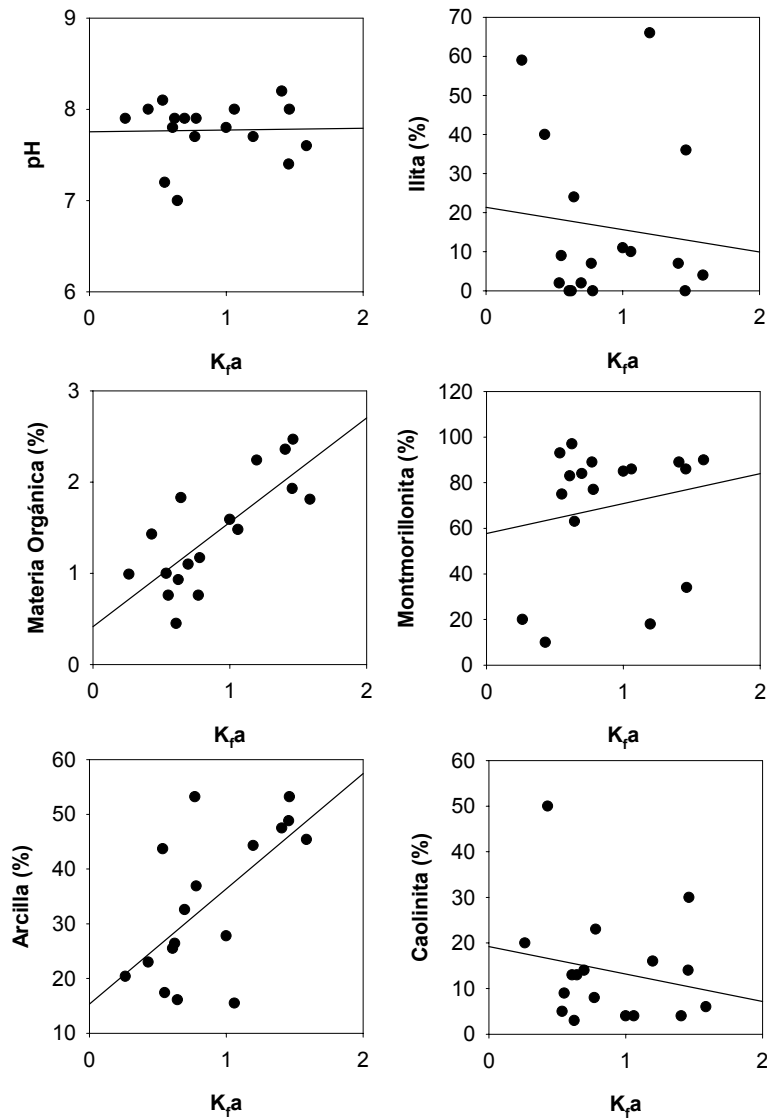 9
8
7
6
pH
0 1 2
Kfa
70
60
50
40
30
20
10
0
Ilita (%)
0 1 2
Kfa
3
2
1
0
Materia Orgánica (%)
0 1 2
Kfa
120
100
80
60
40
20
0
Montmorillonita (%)
0 1 2
Kfa
60
50
40
30
20
10
Arcilla (%)
0 1 2
Kfa
60
50
40
30
20
10
0
Caolinita (%)
0 1 2
Kfa